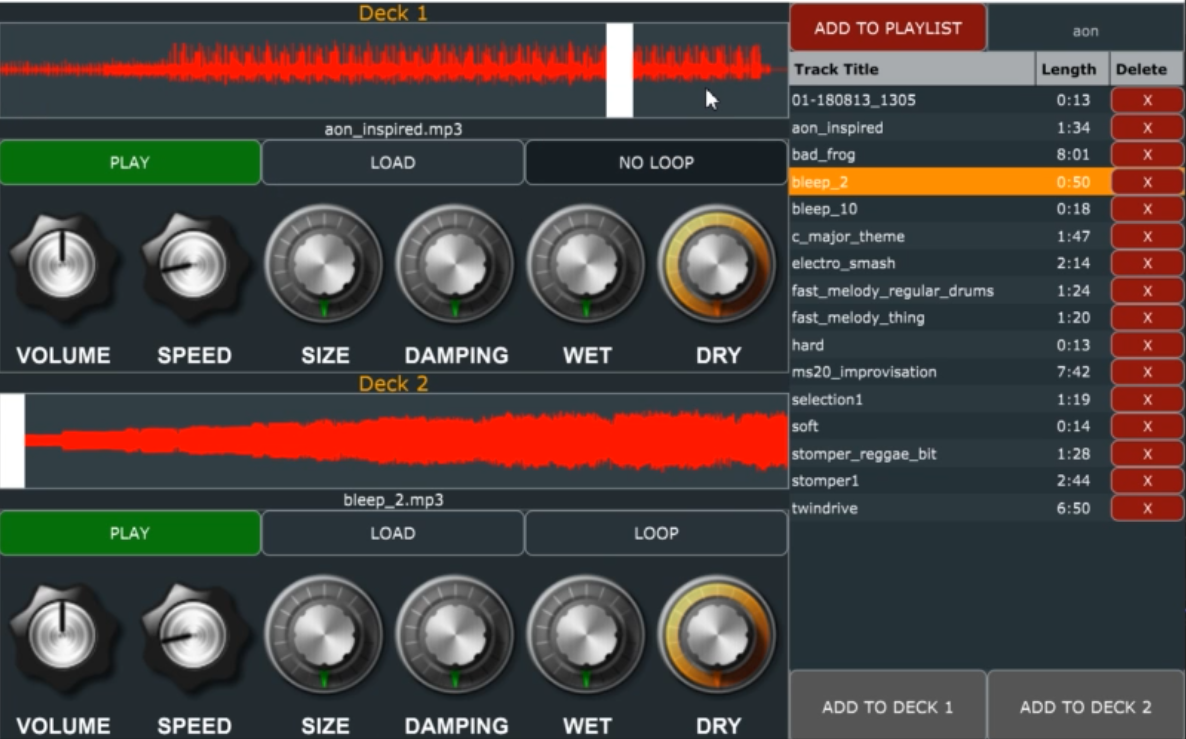 Deck 1
aon_inspired.mp3
PLAY LOAD NO LOOP
VOLUME SPEED SIZE DAMPING WET DRY
Deck 2
bleep_2.mp3
PLAY LOAD LOOP
VOLUME SPEED SIZE DAMPING WET DRY
ADD TO PLAYLIST aon
Track Title Length Delete
01-180813_1305 0:13 X
aon_inspired 1:34 X
bad_frog 8:01 X
bleep_2 0:50 X
bleep_10 0:18 X
c_major_theme 1:47 X
electro_smash 2:14 X
fast_melody_regular_drums 1:24 X
fast_melody_thing 1:20 X
hard 0:13 X
ms20_improvisation 7:42 X
selection1 1:19 X
soft 0:14 X
stomper_reggae_bit 1:28 X
stomper1 2:44 X
twindrive 6:50 X
ADD TO DECK 1 ADD TO DECK 2